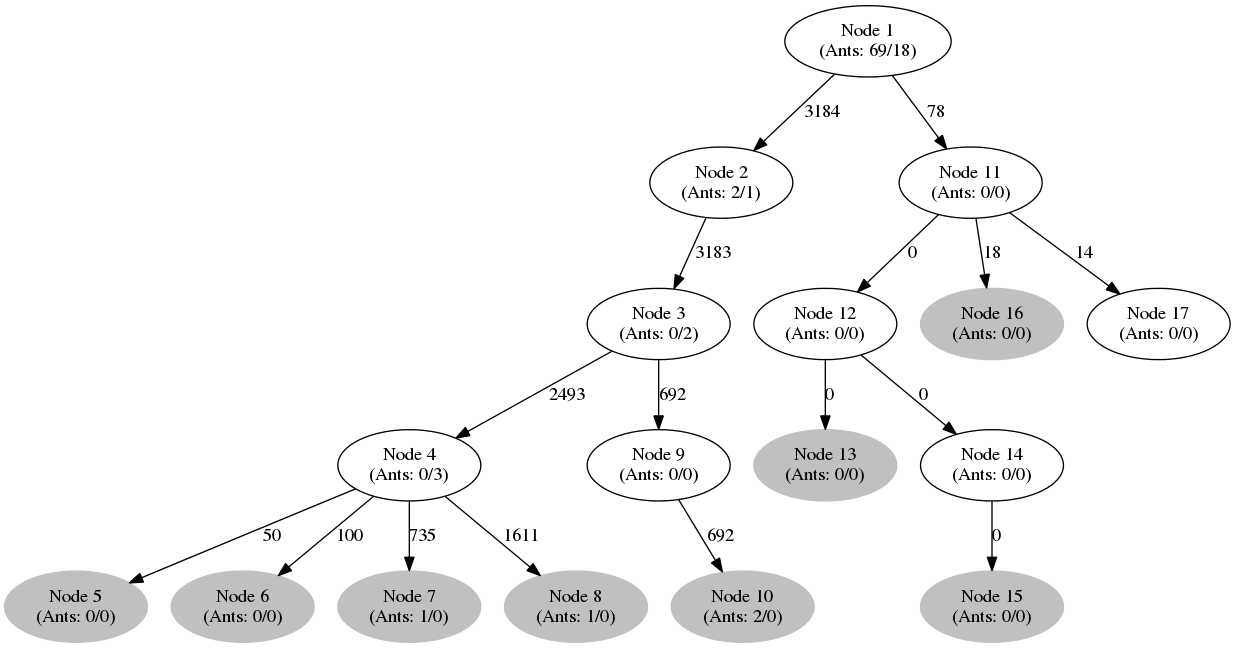 Node 1
(Ants: 69/18)
3184
78
Node 2
(Ants: 2/1)
Node 11
(Ants: 0/0)
3183
0
18
14
Node 3
(Ants: 0/2)
Node 12
(Ants: 0/0)
Node 16
(Ants: 0/0)
Node 17
(Ants: 0/0)
2493
692
0
0
Node 4
(Ants: 0/3)
Node 9
(Ants: 0/0)
Node 13
(Ants: 0/0)
Node 14
(Ants: 0/0)
50
100
735
1611
692
0
Node 5
(Ants: 0/0)
Node 6
(Ants: 0/0)
Node 7
(Ants: 1/0)
Node 8
(Ants: 1/0)
Node 10
(Ants: 2/0)
Node 15
(Ants: 0/0)